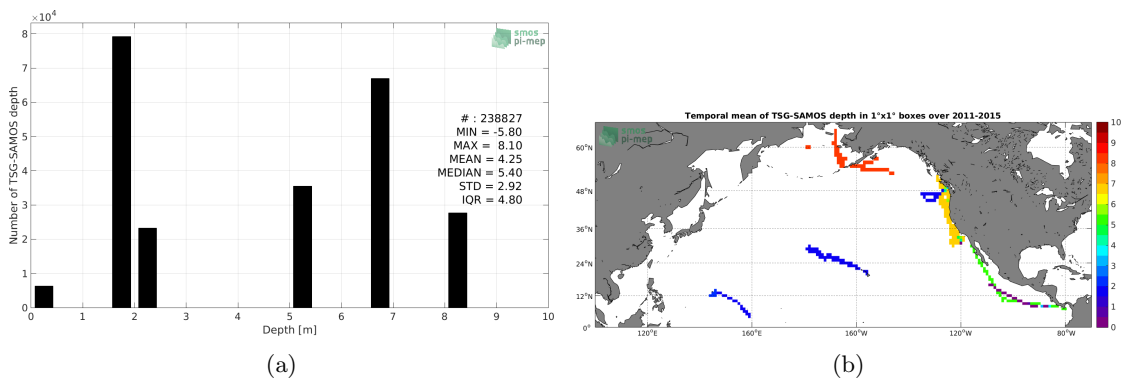 ×10⁴
8
7
6
5
4
3
2
1
0
Number of TSG-SAMOS depth
smos
pi-mep
# : 238827
MIN = -5.80
MAX = 8.10
MEAN = 4.25
MEDIAN = 5.40
STD = 2.92
IQR = 4.80
0 1 2 3 4 5 6 7 8 9 10
Depth [m]
(a)
Temporal mean of TSG-SAMOS depth in 1°x1° boxes over 2011-2015
smos
pi-mep
60°N
48°N
36°N
24°N
12°N
0°
120°E 160°E 160°W 120°W 80°W
10
9
8
7
6
5
4
3
2
1
0
(b)